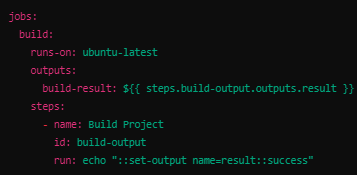 jobs:
  build:
    runs-on: ubuntu-latest
    outputs:
      build-result: ${{ steps.build-output.outputs.result }}
    steps:
      - name: Build Project
        id: build-output
        run: echo "::set-output name=result::success"